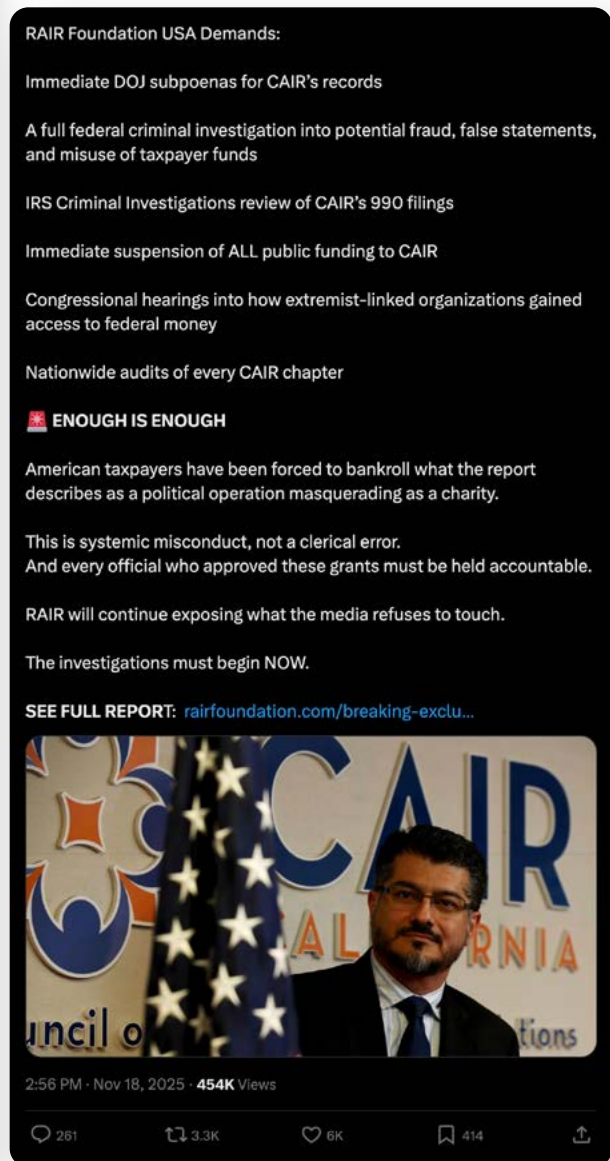 RAIR Foundation USA Demands:
Immediate DOJ subpoenas for CAIR's records
A full federal criminal investigation into potential fraud, false statements,
and misuse of taxpayer funds
IRS Criminal Investigations review of CAIR's 990 filings
Immediate suspension of ALL public funding to CAIR
Congressional hearings into how extremist-linked organizations gained
access to federal money
Nationwide audits of every CAIR chapter
🚨 ENOUGH IS ENOUGH
American taxpayers have been forced to bankroll what the report
describes as a political operation masquerading as a charity.
This is systemic misconduct, not a clerical error.
And every official who approved these grants must be held accountable.
RAIR will continue exposing what the media refuses to touch.
The investigations must begin NOW.
SEE FULL REPORT: rairfoundation.com/breaking-exclu...
CAIR
CAL RNIA
uncil o tions
2:56 PM · Nov 18, 2025 · 454K Views
261 3.3K 6K 414